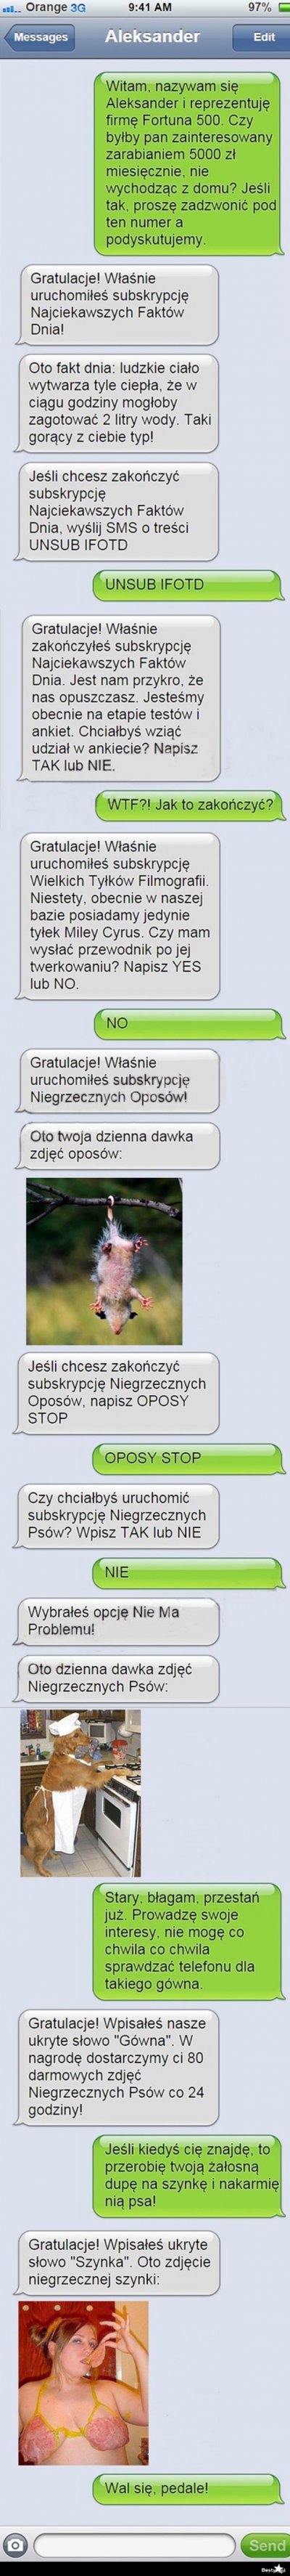 Orange 3G 9:41 AM 97%
Messages Aleksander Edit
Witam, nazywam się
Aleksander i reprezentuję
firmę Fortuna 500. Czy
byłby pan zainteresowany
zarabianiem 5000 zł
miesięcznie, nie
wychodząc z domu? Jeśli
tak, proszę zadzwonić pod
ten numer a
podyskutujemy.
Gratulacje! Właśnie
uruchomiłeś subskrypcję
Najciekawszych Faktów
Dnia!
Oto fakt dnia: ludzkie ciało
wytwarza tyle ciepła, że w
ciągu godziny mogłoby
zagotować 2 litry wody. Taki
gorący z ciebie typ!
Jeśli chcesz zakończyć
subskrypcję
Najciekawszych Faktów
Dnia, wyślij SMS o treści
UNSUB IFOTD
UNSUB IFOTD
Gratulacje! Właśnie
zakończyłeś subskrypcję
Najciekawszych Faktów
Dnia. Jest nam przykro, że
nas opuszczasz. Jesteśmy
obecnie na etapie testów i
ankiet. Chciałbyś wziąć
udział w ankiecie? Napisz
TAK lub NIE.
WTF?! Jak to zakończyć?
Gratulacje! Właśnie
uruchomiłeś subskrypcję
Wielkich Tyłków Filmografii.
Niestety, obecnie w naszej
bazie posiadamy jedynie
tyłek Miley Cyrus. Czy mam
wysłać przewodnik po jej
twerkowaniu? Napisz YES
lub NO.
NO
Gratulacje! Właśnie
uruchomiłeś subskrypcję
Niegrzecznych Oposów!
Oto twoja dzienna dawka
zdjęć oposów:
Jeśli chcesz zakończyć
subskrypcję Niegrzecznych
Oposów, napisz OPOSY
STOP
OPOSY STOP
Czy chciałbyś uruchomić
subskrypcję Niegrzecznych
Psów? Wpisz TAK lub NIE
NIE
Wybrałeś opcję Nie Ma
Problemu!
Oto dzienna dawka zdjęć
Niegrzecznych Psów:
Stary, błagam, przestań
już. Prowadzę swoje
interesy, nie mogę co
chwila co chwila
sprawdzać telefonu dla
takiego gówna.
Gratulacje! Wpisałeś nasze
ukryte słowo "Gówna". W
nagrodę dostarczymy ci 80
darmowych zdjęć
Niegrzecznych Psów co 24
godziny!
Jeśli kiedyś cię znajdę, to
przerobię twoją żałosną
dupę na szynkę i nakarmię
nią psa!
Gratulacje! Wpisałeś ukryte
słowo "Szynka". Oto zdjęcie
niegrzecznej szynki:
Wal się, pedale!
Send